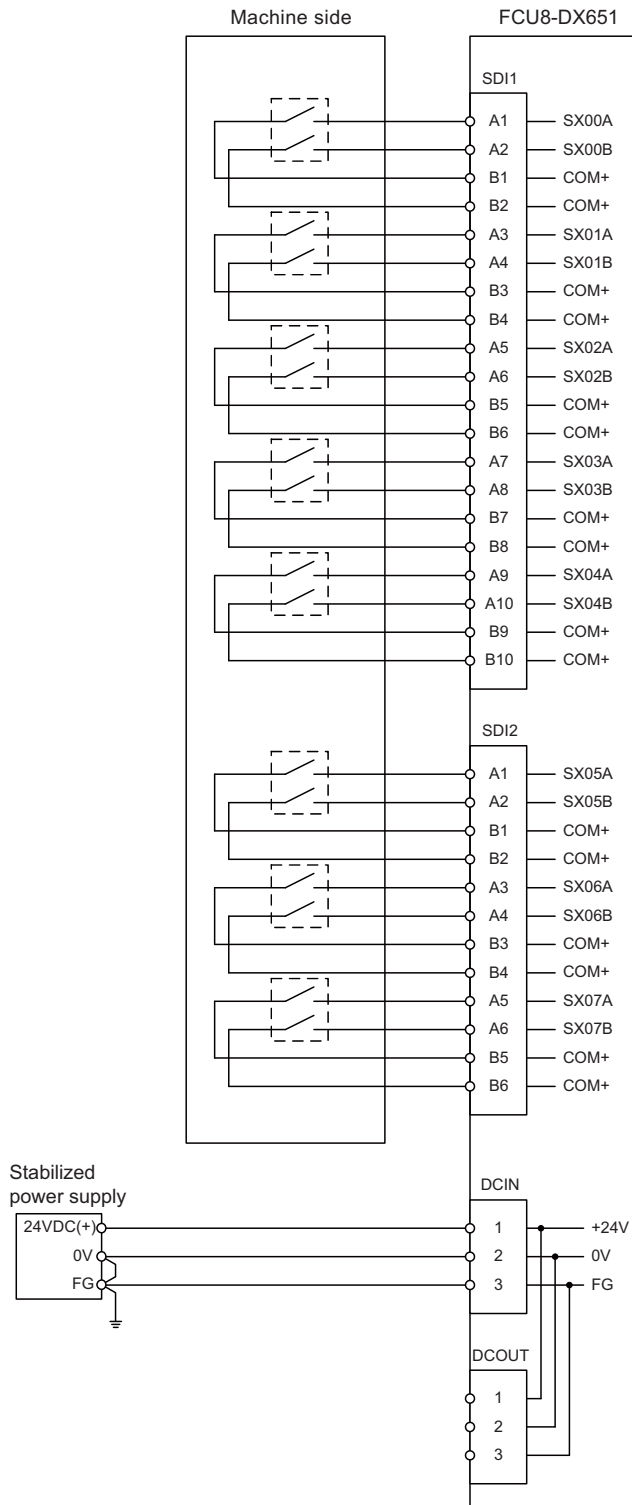 Machine side FCU8-DX651
SDI1
A1 SX00A
A2 SX00B
B1 COM+
B2 COM+
A3 SX01A
A4 SX01B
B3 COM+
B4 COM+
A5 SX02A
A6 SX02B
B5 COM+
B6 COM+
A7 SX03A
A8 SX03B
B7 COM+
B8 COM+
A9 SX04A
A10 SX04B
B9 COM+
B10 COM+
SDI2
A1 SX05A
A2 SX05B
B1 COM+
B2 COM+
A3 SX06A
A4 SX06B
B3 COM+
B4 COM+
A5 SX07A
A6 SX07B
B5 COM+
B6 COM+
Stabilized
power supply
DCIN
24VDC(+) 1 +24V
0V 2 0V
FG 3 FG
DCOUT
1
2
3